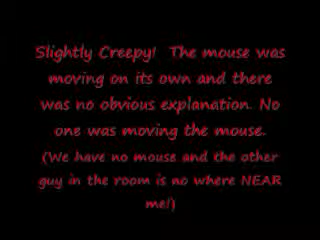 Slightly Creepy!  The mouse was
moving on its own and there
was no obvious explanation. No
one was moving the mouse.
(We have no mouse and the other
guy in the room is no where NEAR
me!)